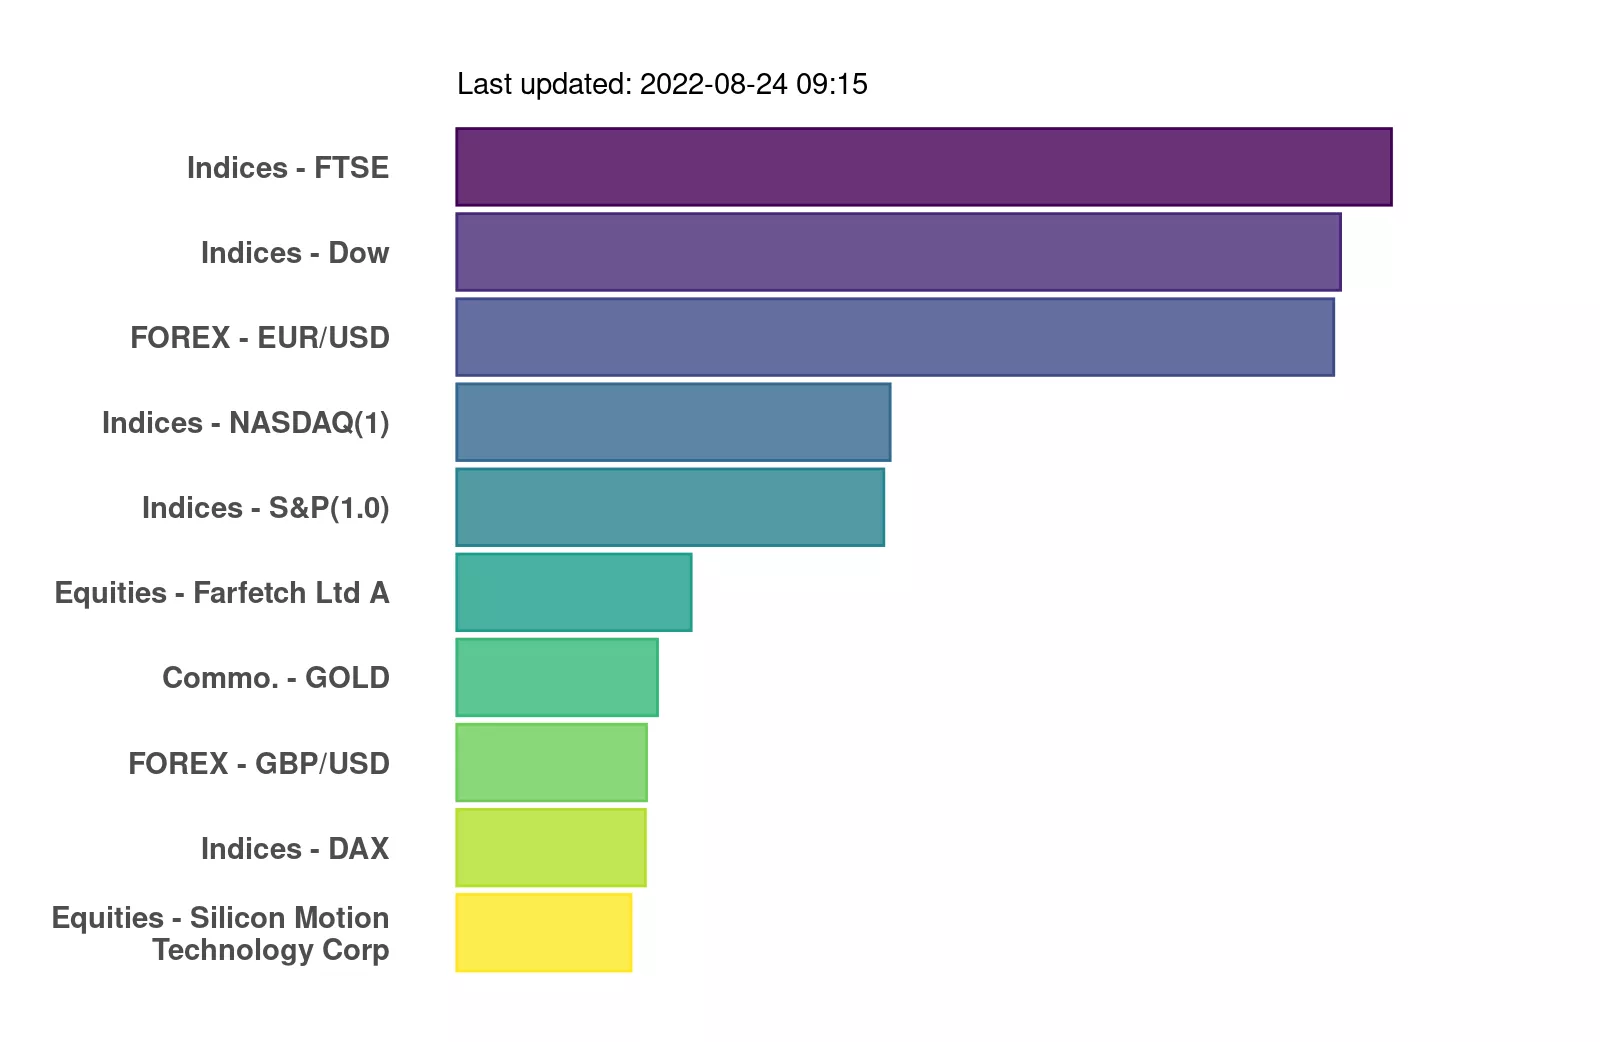 Last updated: 2022-08-24 09:15
Indices - FTSE
Indices - Dow
FOREX - EUR/USD
Indices - NASDAQ(1)
Indices - S&P(1.0)
Equities - Farfetch Ltd A
Commo. - GOLD
FOREX - GBP/USD
Indices - DAX
Equities - Silicon Motion
Technology Corp